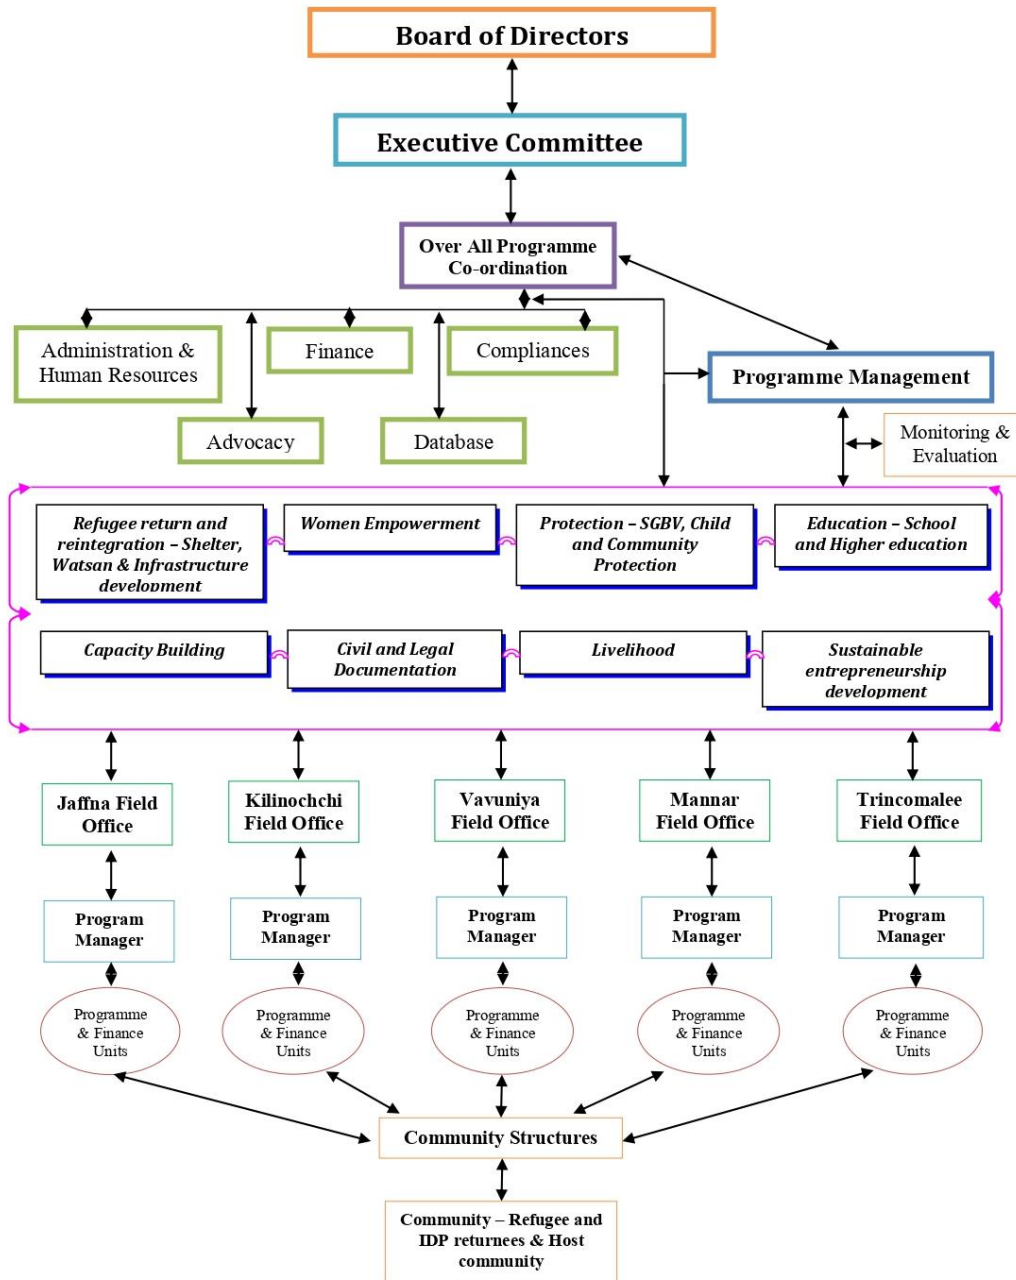 Board of Directors
Executive Committee
Over All Programme
Co-ordination
Administration &
Human Resources
Finance
Compliances
Programme Management
Advocacy
Database
Monitoring &
Evaluation
Refugee return and
reintegration – Shelter,
Watsan & Infrastructure
development
Women Empowerment
Protection – SGBV, Child
and Community
Protection
Education – School
and Higher education
Capacity Building
Civil and Legal
Documentation
Livelihood
Sustainable
entrepreneurship
development
Jaffna Field
Office
Kilinochchi
Field Office
Vavuniya
Field Office
Mannar
Field Office
Trincomalee
Field Office
Program
Manager
Program
Manager
Program
Manager
Program
Manager
Program
Manager
Programme
& Finance
Units
Programme
& Finance
Units
Programme
& Finance
Units
Programme
& Finance
Units
Programme
& Finance
Units
Community Structures
Community – Refugee and
IDP returnees & Host
community